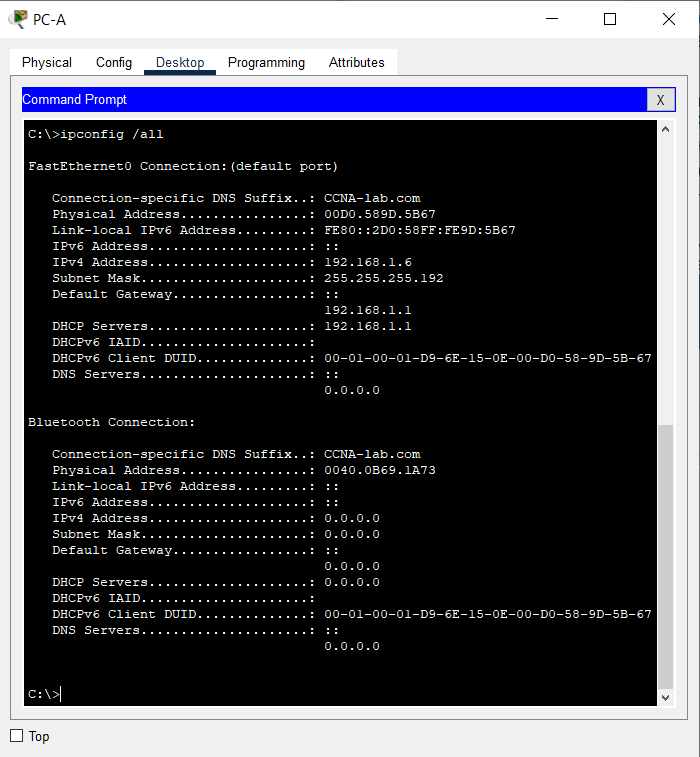 PC-A
Physical Config Desktop Programming Attributes
Command Prompt X
C:\>ipconfig /all
FastEthernet0 Connection:(default port)
Connection-specific DNS Suffix..: CCNA-lab.com
Physical Address................: 00D0.589D.5B67
Link-local IPv6 Address.........: FE80::2D0:58FF:FE9D:5B67
IPv6 Address....................: ::
IPv4 Address....................: 192.168.1.6
Subnet Mask.....................: 255.255.255.192
Default Gateway.................: ::
192.168.1.1
DHCP Servers....................: 192.168.1.1
DHCPv6 IAID.....................:
DHCPv6 Client DUID..............: 00-01-00-01-D9-6E-15-0E-00-D0-58-9D-5B-67
DNS Servers.....................: ::
0.0.0.0
Bluetooth Connection:
Connection-specific DNS Suffix..: CCNA-lab.com
Physical Address................: 0040.0B69.1A73
Link-local IPv6 Address.........: ::
IPv6 Address....................: ::
IPv4 Address....................: 0.0.0.0
Subnet Mask.....................: 0.0.0.0
Default Gateway.................: ::
0.0.0.0
DHCP Servers....................: 0.0.0.0
DHCPv6 IAID.....................:
DHCPv6 Client DUID..............: 00-01-00-01-D9-6E-15-0E-00-D0-58-9D-5B-67
DNS Servers.....................: ::
0.0.0.0
C:\>
Top